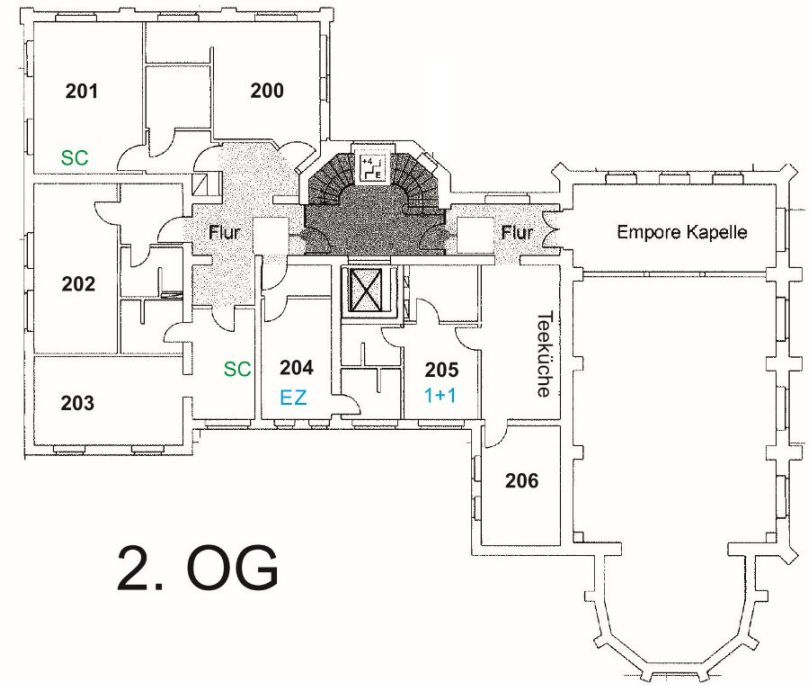 201
200
SC
+4
E
Flur
Flur
Empore Kapelle
202
Teeküche
SC
204
205
EZ
1+1
203
206
2. OG